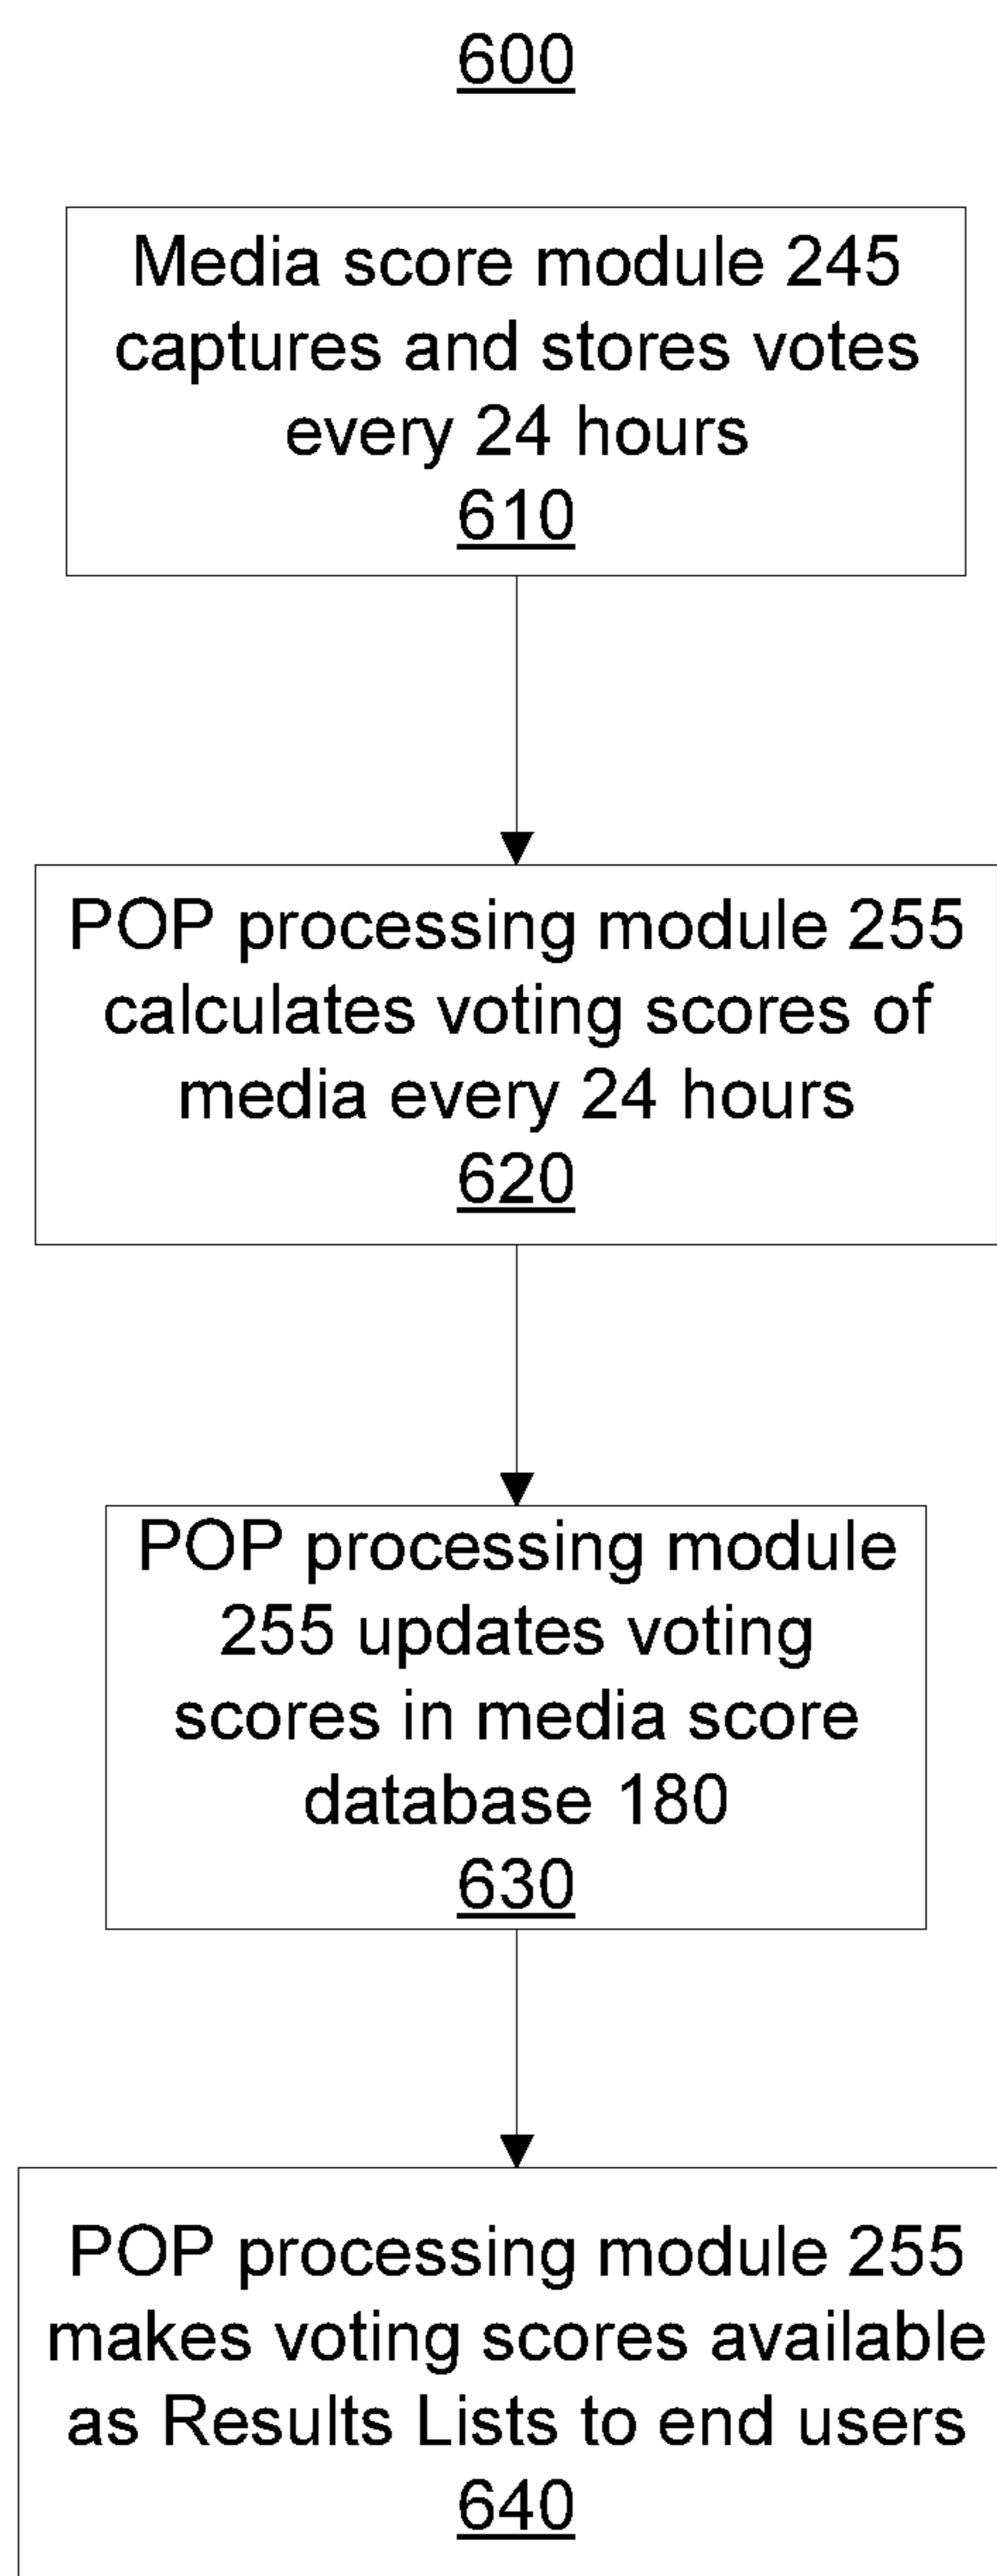 600
Media score module 245
captures and stores votes
every 24 hours
610
POP processing module 255
calculates voting scores of
media every 24 hours
620
POP processing module
255 updates voting
scores in media score
database 180
630
POP processing module 255
makes voting scores available
as Results Lists to end users
640